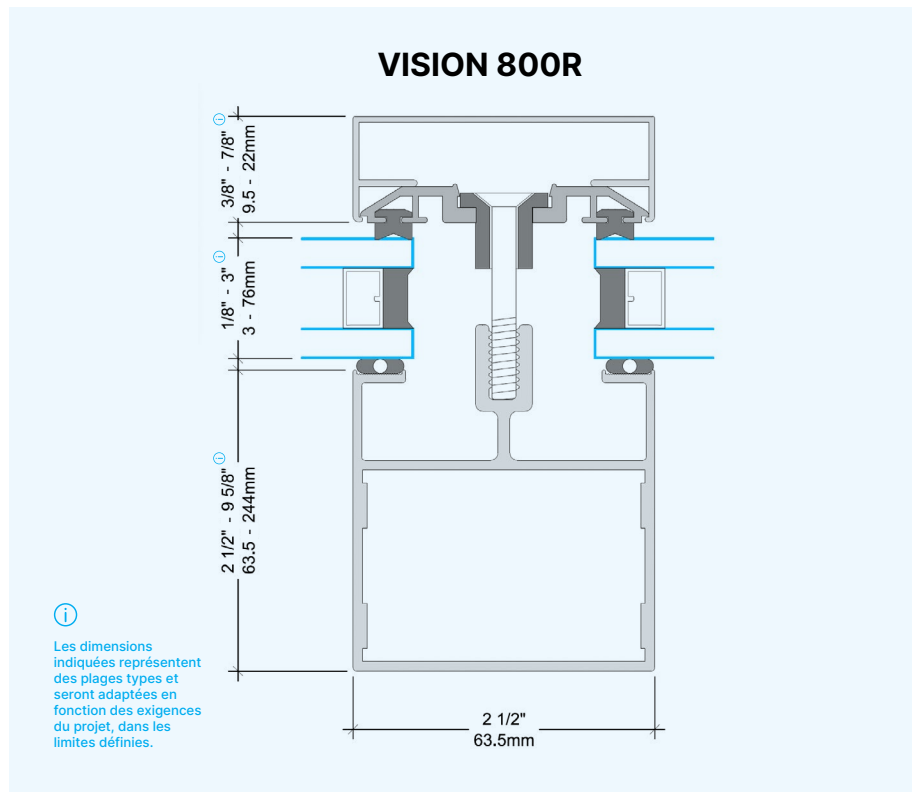 VISION 800R
3/8" - 7/8"
9.5 - 22mm
1/8" - 3"
3 - 76mm
2 1/2" - 9 5/8"
63.5 - 244mm
Les dimensions
indiquées représentent
des plages types et
seront adaptées en
fonction des exigences
du projet, dans les
limites définies.
2 1/2"
63.5mm